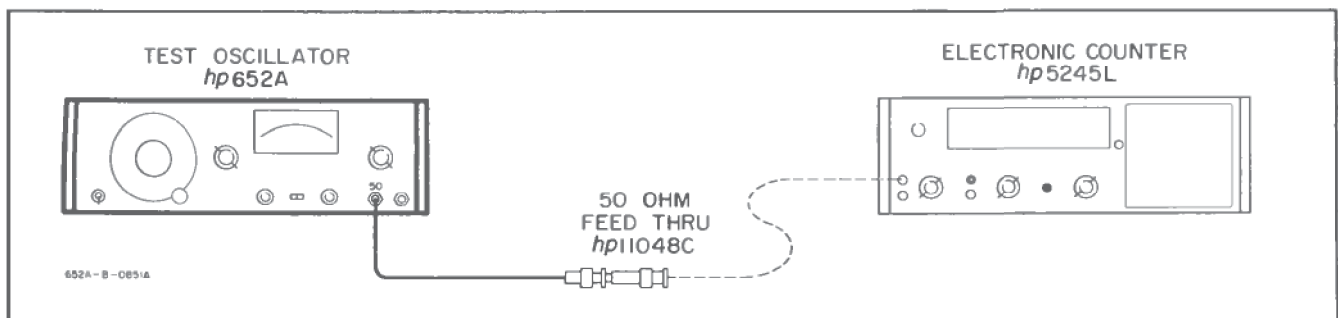 TEST OSCILLATOR
hp652A
ELECTRONIC COUNTER
hp5245L
50
50 OHM
FEED THRU
hp11048C
652A-B-0851A